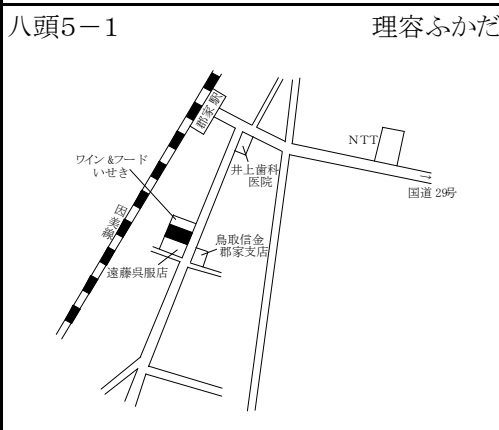 八頭5－1
理容ふかだ
郡家駅
NTT
ワイン&フード
いせき
井上歯科
医院
国道29号
因美線
鳥取信金
郡家支店
遠藤呉服店